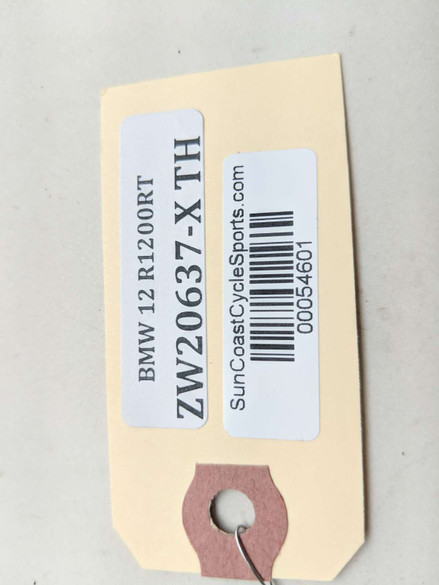 BMW 12 R1200RT
ZW20637-X TH
SunCoastCycleSports.com
00054601